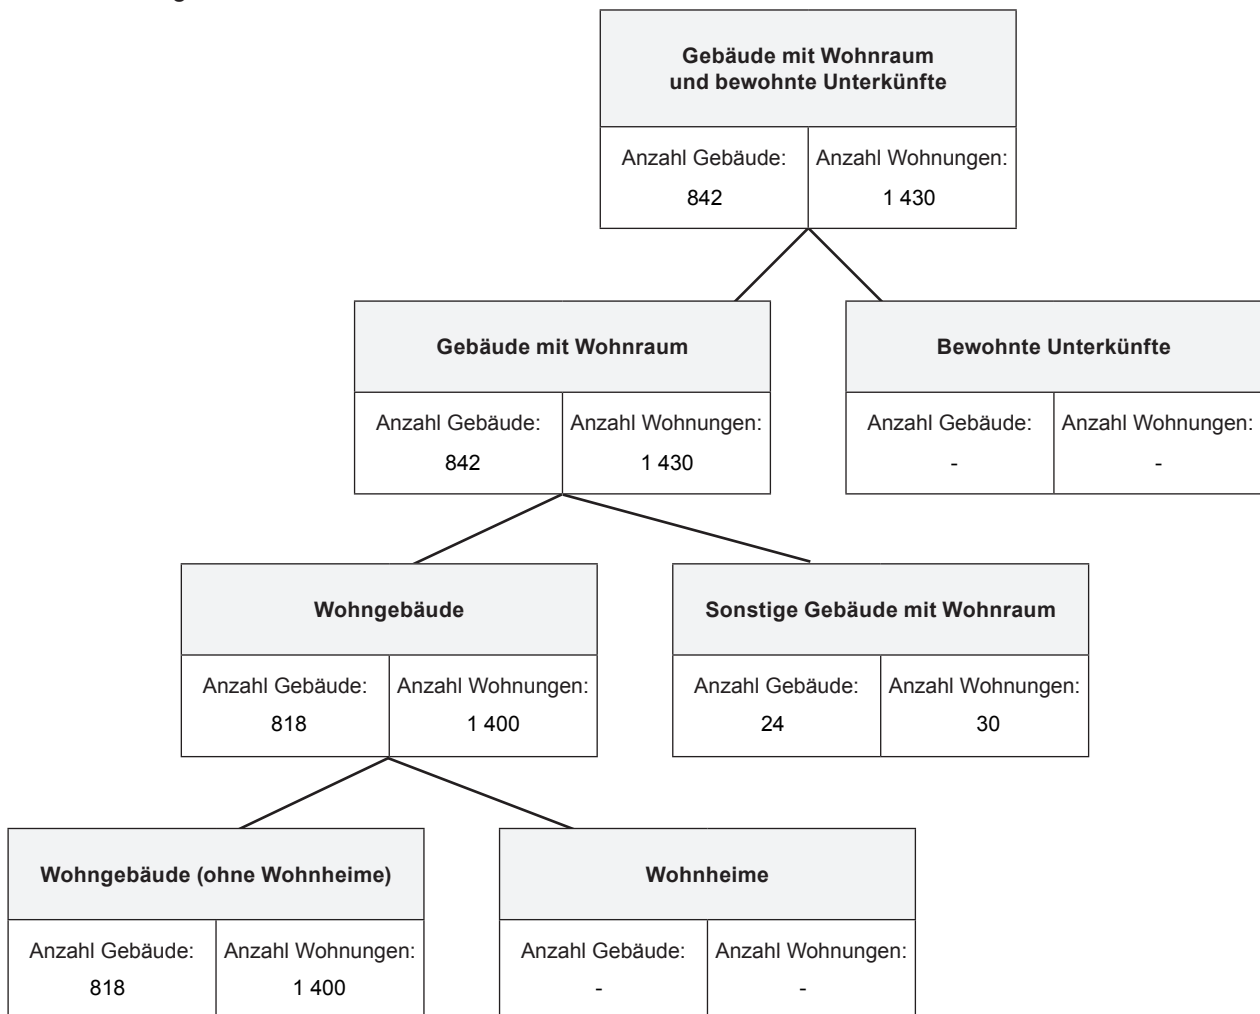 Gebäude mit Wohnraum
und bewohnte Unterkünfte
Anzahl Gebäude: Anzahl Wohnungen:
842 1 430
Gebäude mit Wohnraum
Anzahl Gebäude: Anzahl Wohnungen:
842 1 430
Bewohnte Unterkünfte
Anzahl Gebäude: Anzahl Wohnungen:
- -
Wohngebäude
Anzahl Gebäude: Anzahl Wohnungen:
818 1 400
Sonstige Gebäude mit Wohnraum
Anzahl Gebäude: Anzahl Wohnungen:
24 30
Wohngebäude (ohne Wohnheime)
Anzahl Gebäude: Anzahl Wohnungen:
818 1 400
Wohnheime
Anzahl Gebäude: Anzahl Wohnungen:
- -